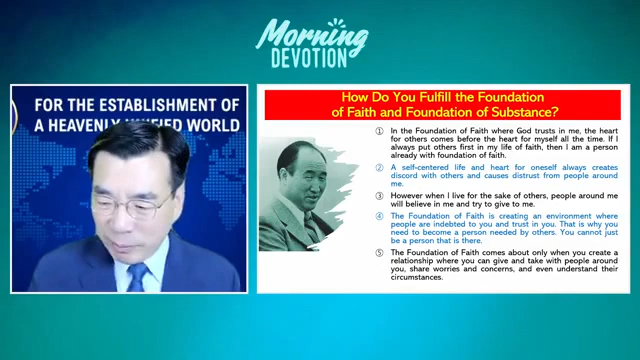 Morning
DEVOTION
FOR THE ESTABLISHMENT OF
A HEAVENLY UNIFIED WORLD
How Do You Fulfill the Foundation
of Faith and Foundation of Substance?
① In the Foundation of Faith where God trusts in me, the heart
for others comes before the heart for myself all the time. If I
always put others first in my life of faith, then I am a person
already with foundation of faith.
② A self-centered life and heart for oneself always creates
discord with others and causes distrust from people around
me.
③ However when I live for the sake of others, people around me
will believe in me and try to give to me.
④ The Foundation of Faith is creating an environment where
people are indebted to you and trust in you. That is why you
need to become a person needed by others. You cannot just
be a person that is there.
⑤ The Foundation of Faith comes about only when you create a
relationship where you can give and take with people around
you, share worries and concerns, and even understand their
circumstances.